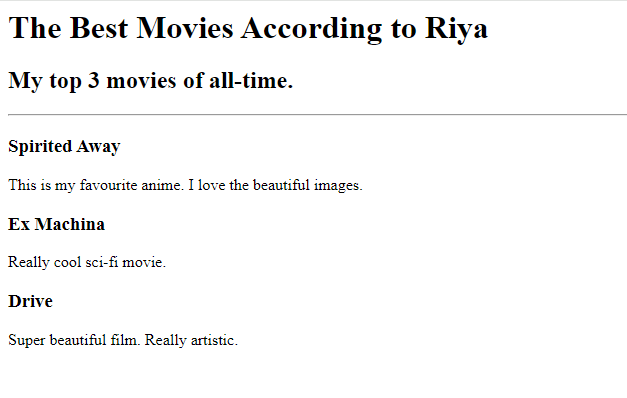 The Best Movies According to Riya
My top 3 movies of all-time.
Spirited Away
This is my favourite anime. I love the beautiful images.
Ex Machina
Really cool sci-fi movie.
Drive
Super beautiful film. Really artistic.